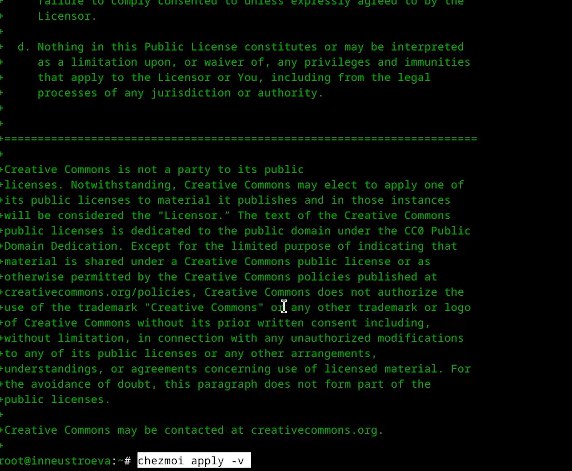 +     failure to comply consented to unless expressly agreed to by the
+     Licensor.
+
+  d. Nothing in this Public License constitutes or may be interpreted
+     as a limitation upon, or waiver of, any privileges and immunities
+     that apply to the Licensor or You, including from the legal
+     processes of any jurisdiction or authority.
+
+
+=======================================================================
+
+Creative Commons is not a party to its public
+licenses. Notwithstanding, Creative Commons may elect to apply one of
+its public licenses to material it publishes and in those instances
+will be considered the "Licensor." The text of the Creative Commons
+public licenses is dedicated to the public domain under the CC0 Public
+Domain Dedication. Except for the limited purpose of indicating that
+material is shared under a Creative Commons public license or as
+otherwise permitted by the Creative Commons policies published at
+creativecommons.org/policies, Creative Commons does not authorize the
+use of the trademark "Creative Commons" or any other trademark or logo
+of Creative Commons without its prior written consent including,
+without limitation, in connection with any unauthorized modifications
+to any of its public licenses or any other arrangements,
+understandings, or agreements concerning use of licensed material. For
+the avoidance of doubt, this paragraph does not form part of the
+public licenses.
+
+Creative Commons may be contacted at creativecommons.org.
+
root@inneustroeva:~# chezmoi apply -v